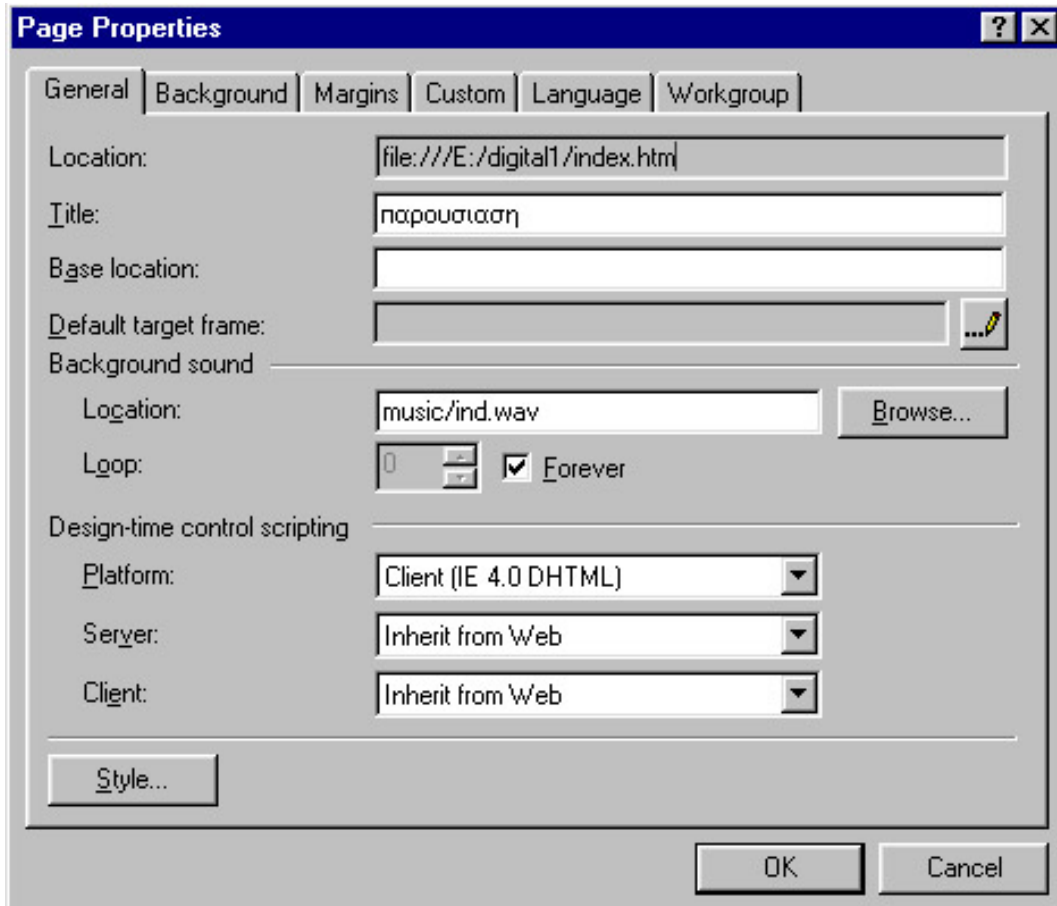 Page Properties
General Background Margins Custom Language Workgroup
Location: file:///E:/digital1/index.htm
Title: παρουσιαση
Base location:
Default target frame: ...
Background sound
Location: music/ind.wav Browse...
Loop: 0 Forever
Design-time control scripting
Platform: Client (IE 4.0 DHTML)
Server: Inherit from Web
Client: Inherit from Web
Style...
OK Cancel